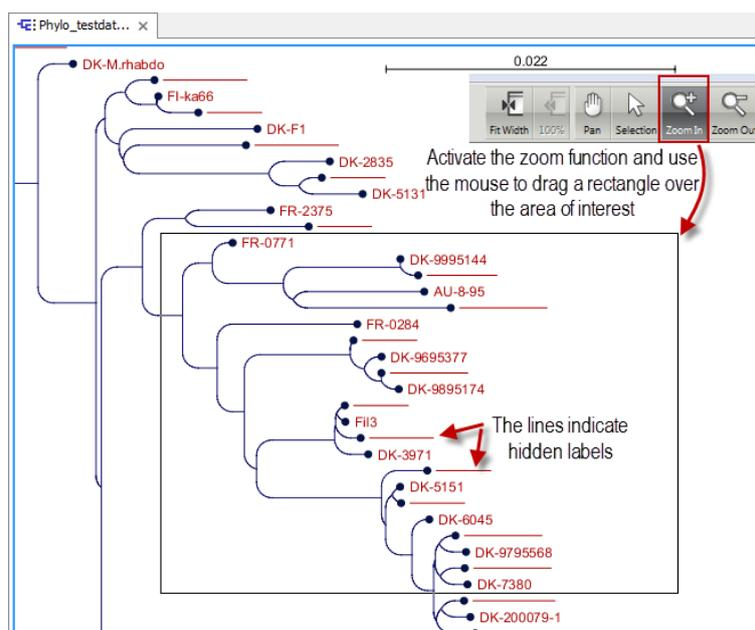 Phylo_testdat...
DK-M.rhabdo
0.022
FI-ka66
Fit Width 100% Pan Selection Zoom In Zoom Out
DK-F1
Activate the zoom function and use
DK-2835
the mouse to drag a rectangle over
DK-5131
the area of interest
FR-2375
FR-0771
DK-9995144
AU-8-95
FR-0284
DK-9695377
DK-9895174
Fil3
The lines indicate
hidden labels
DK-3971
DK-5151
DK-6045
DK-9795568
DK-7380
DK-200079-1